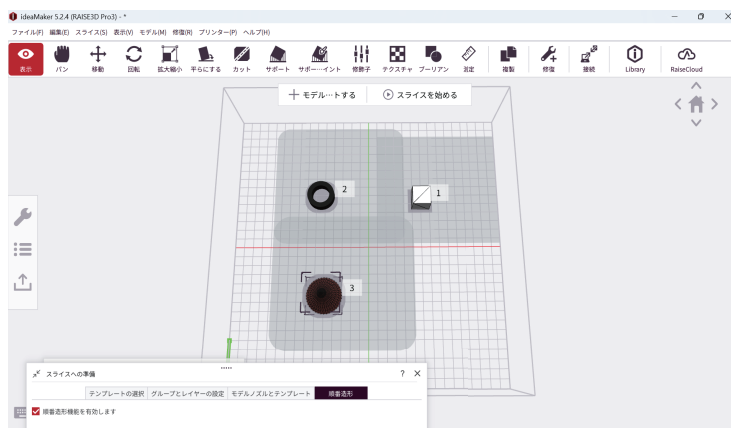 ideaMaker 5.2.4 (RAISE3D Pro3) - *
ファイル(F) 編集(E) スライス(S) 表示(V) モデル(M) 修復(R) プリンター(P) ヘルプ(H)
表示 パン 移動 回転 拡大縮小 平らにする カット サポート サポー…イント 修飾子 テクスチャ ブーリアン 測定 複製 修復 接続 Library RaiseCloud
モデル…トする スライスを始める
2
1
3
スライスへの準備 ?
テンプレートの選択 グループとレイヤーの設定 モデルノズルとテンプレート 順番造形
順番造形機能を有効します